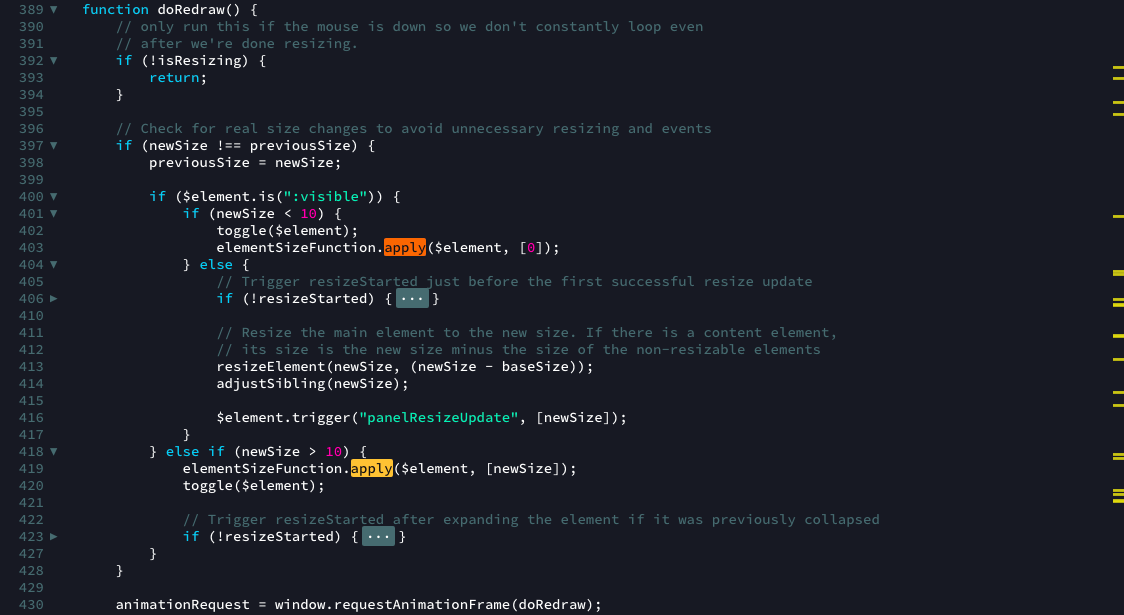 389 ▼ function doRedraw() {
390 // only run this if the mouse is down so we don't constantly loop even
391 // after we're done resizing.
392 ▼ if (!isResizing) {
393 return;
394 }
395
396 // Check for real size changes to avoid unnecessary resizing and events
397 ▼ if (newSize !== previousSize) {
398 previousSize = newSize;
399
400 ▼ if ($element.is(":visible")) {
401 ▼ if (newSize < 10) {
402 toggle($element);
403 elementSizeFunction.apply($element, [0]);
404 ▼ } else {
405 // Trigger resizeStarted just before the first successful resize update
406 ▶ if (!resizeStarted) { ... }
410
411 // Resize the main element to the new size. If there is a content element,
412 // its size is the new size minus the size of the non-resizable elements
413 resizeElement(newSize, (newSize - baseSize));
414 adjustSibling(newSize);
415
416 $element.trigger("panelResizeUpdate", [newSize]);
417 }
418 ▼ } else if (newSize > 10) {
419 elementSizeFunction.apply($element, [newSize]);
420 toggle($element);
421
422 // Trigger resizeStarted after expanding the element if it was previously collapsed
423 ▶ if (!resizeStarted) { ... }
427 }
428 }
429
430 animationRequest = window.requestAnimationFrame(doRedraw);